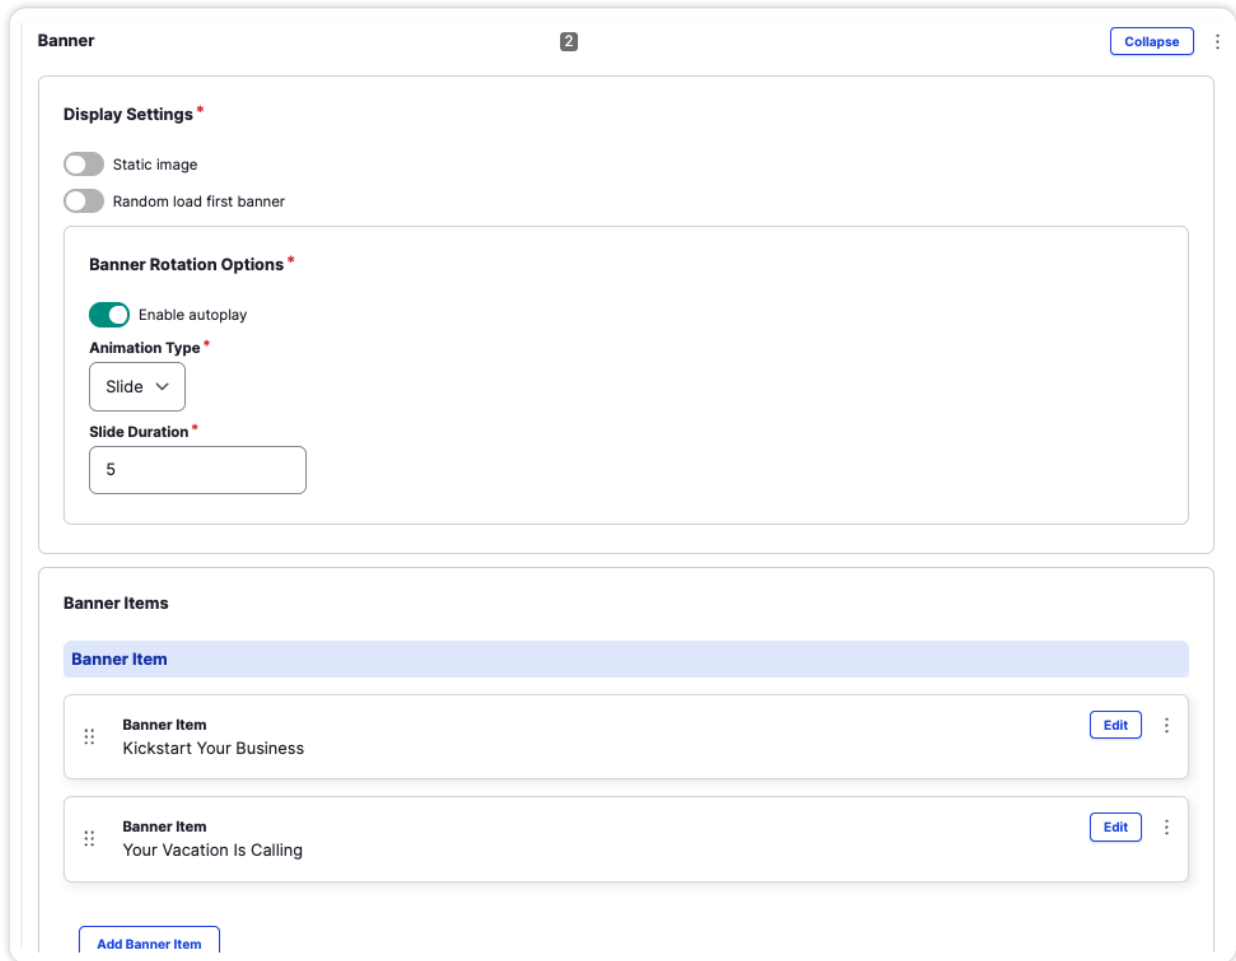 Banner
2
Collapse
Display Settings *
Static image
Random load first banner
Banner Rotation Options *
Enable autoplay
Animation Type *
Slide
Slide Duration *
5
Banner Items
Banner Item
Banner Item
Kickstart Your Business
Edit
Banner Item
Your Vacation Is Calling
Edit
Add Banner Item